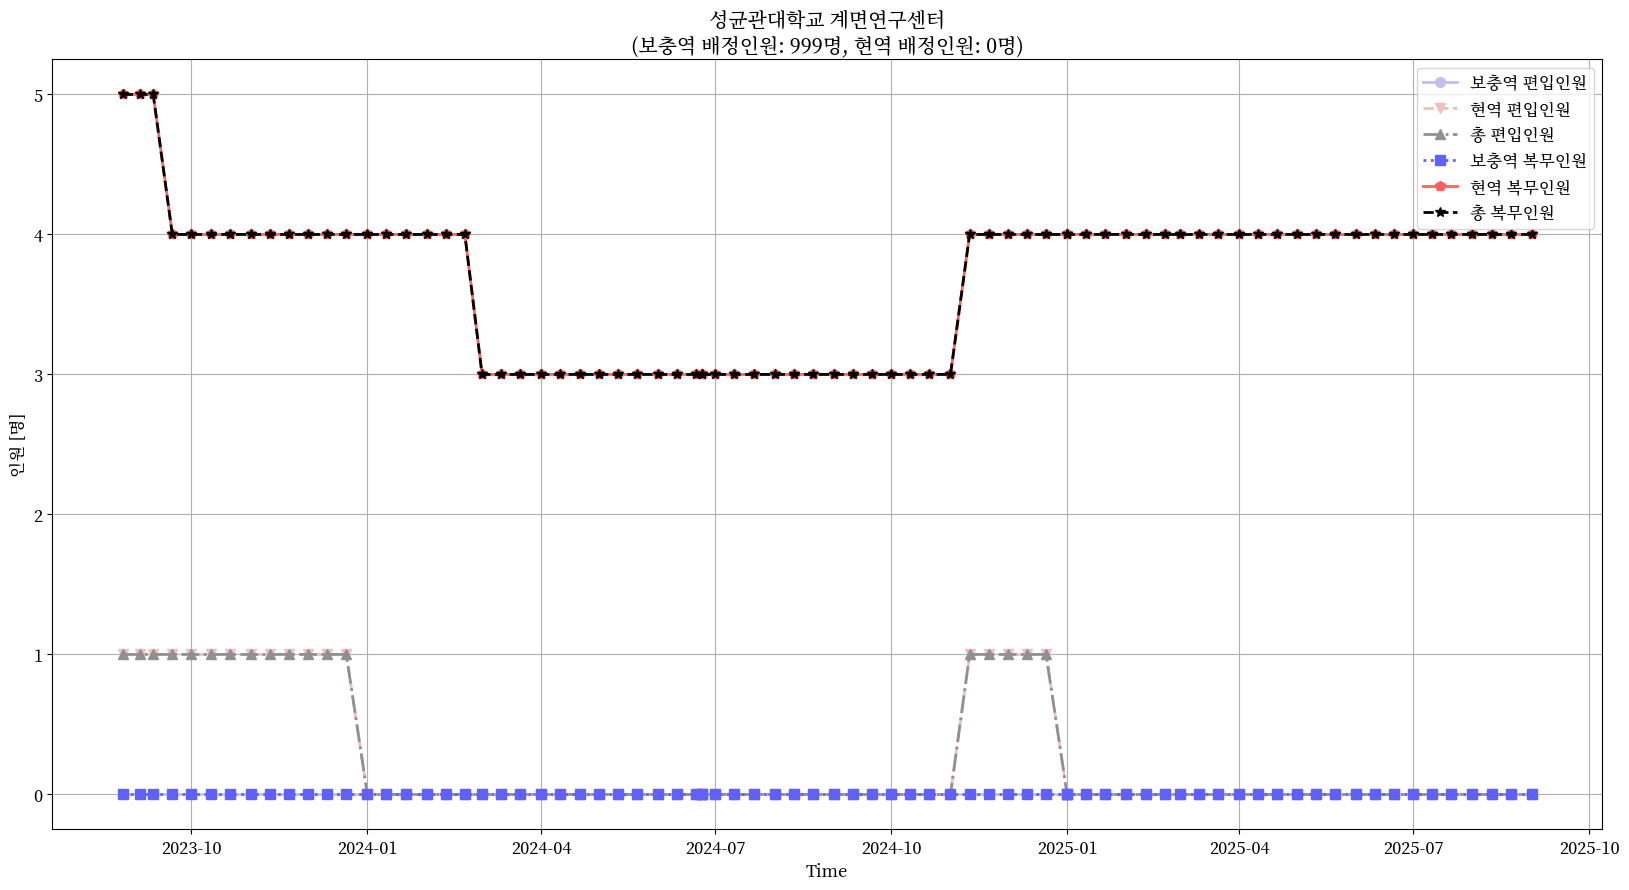 성균관대학교 계면연구센터
(보충역 배정인원: 999명, 현역 배정인원: 0명)
보충역 편입인원
현역 편입인원
총 편입인원
보충역 복무인원
현역 복무인원
총 복무인원
인원 [명]
5
4
3
2
1
0
2023-10
2024-01
2024-04
2024-07
2024-10
2025-01
2025-04
2025-07
2025-10
Time